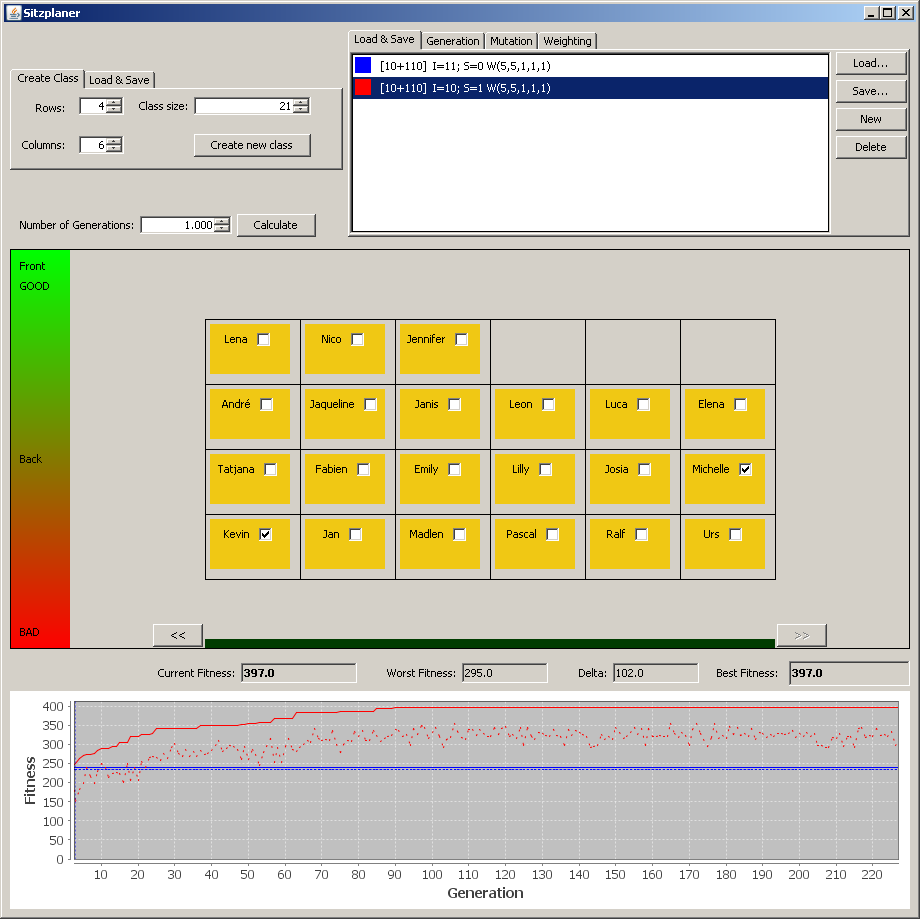 Sitzplaner
Load & Save Generation Mutation Weighting
[10+110] I=11; S=0 W(5,5,1,1,1)
[10+110] I=10; S=1 W(5,5,1,1,1)
Load...
Save...
New
Delete
Create Class Load & Save
Rows: 4 Class size: 21
Columns: 6 Create new class
Number of Generations: 1.000 Calculate
Front
GOOD
Back
BAD
Lena Nico Jennifer
André Jaqueline Janis Leon Luca Elena
Tatjana Fabien Emily Lilly Josia Michelle
Kevin Jan Madlen Pascal Ralf Urs
<< >>
Current Fitness: 397.0 Worst Fitness: 295.0 Delta: 102.0 Best Fitness: 397.0
Fitness
400
350
300
250
200
150
100
50
0
10 20 30 40 50 60 70 80 90 100 110 120 130 140 150 160 170 180 190 200 210 220
Generation